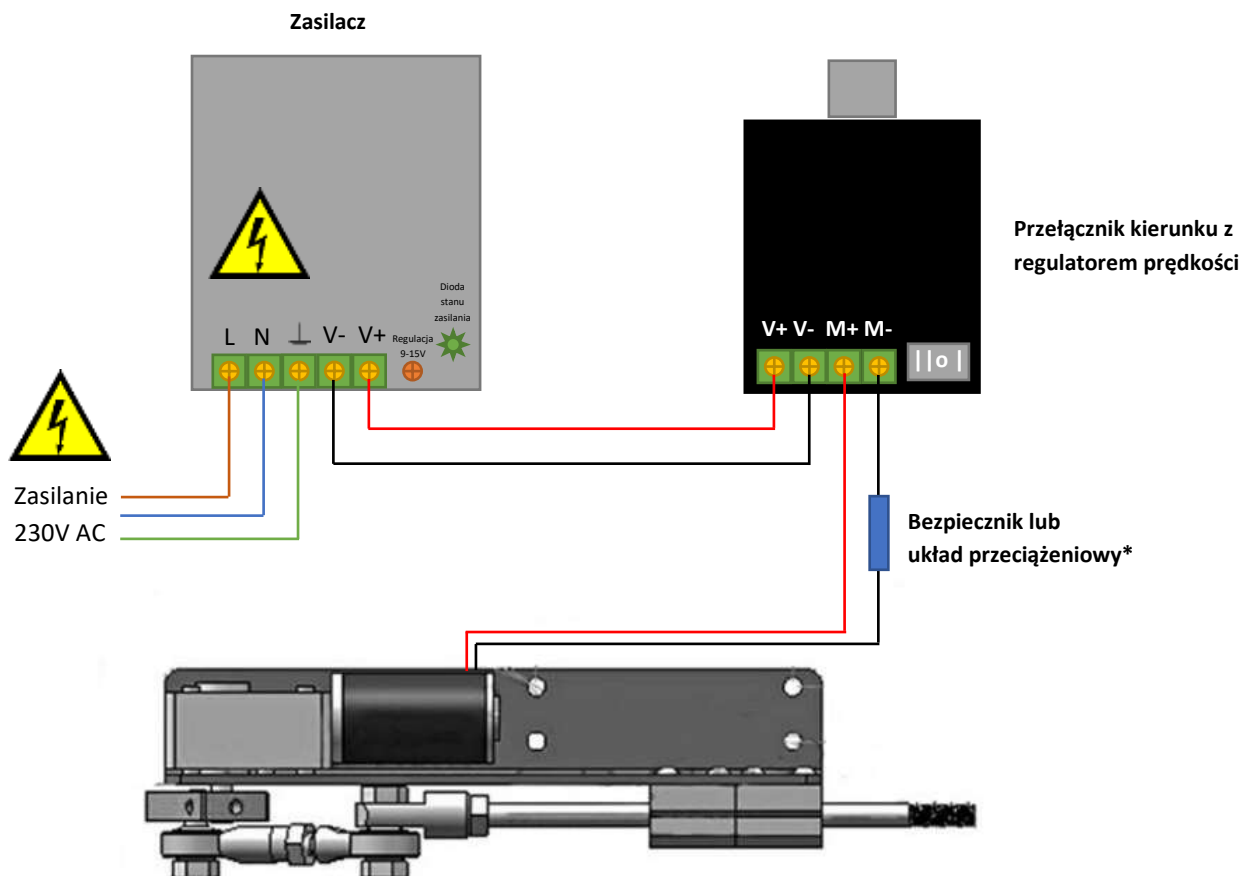 Zasilacz
Przełącznik kierunku z
regulatorem prędkości
Dioda
stanu
zasilania
L N V- V+
Regulacja
9-15V
V+ V- M+ M-
||o |
Zasilanie
230V AC
Bezpiecznik lub
układ przeciążeniowy*